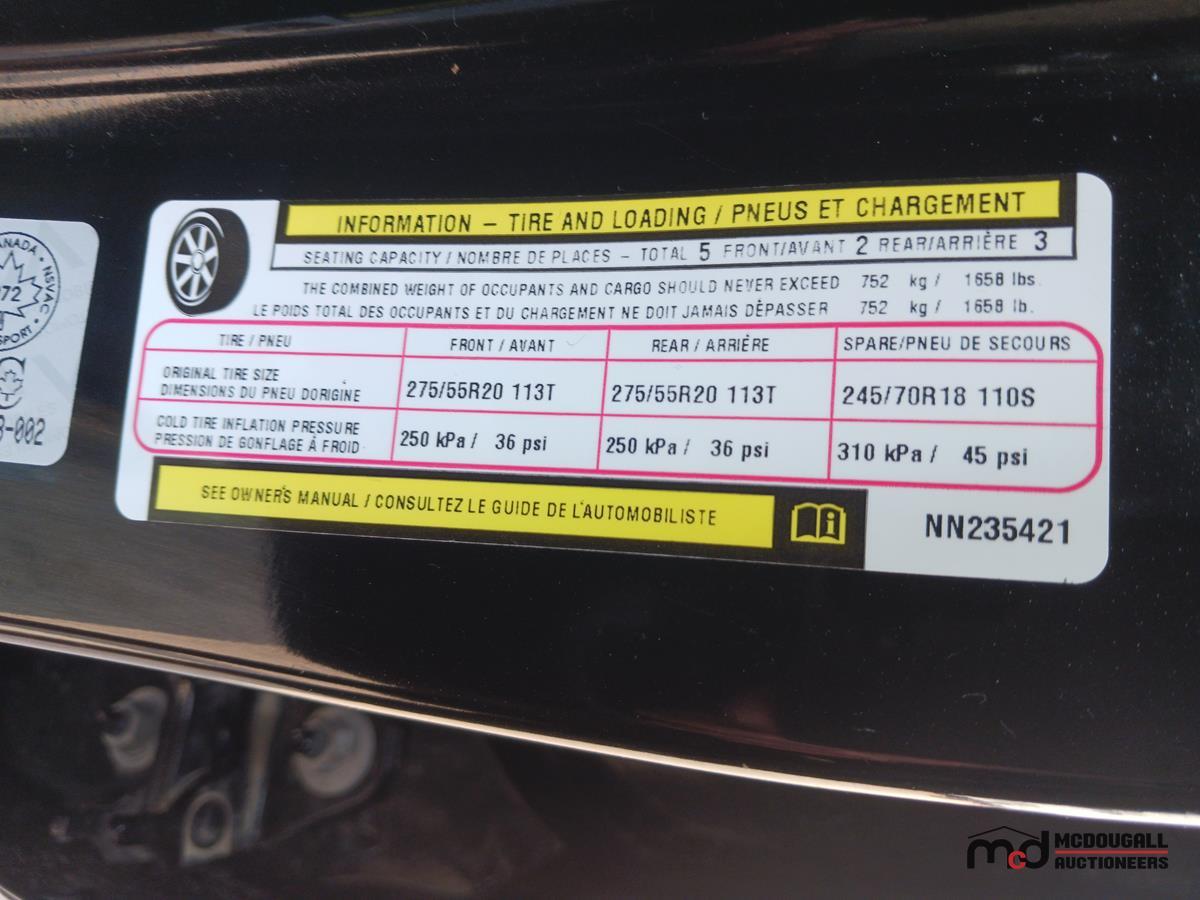 INFORMATION – TIRE AND LOADING / PNEUS ET CHARGEMENT
SEATING CAPACITY / NOMBRE DE PLACES – TOTAL 5 FRONT/AVANT 2 REAR/ARRIÈRE 3
THE COMBINED WEIGHT OF OCCUPANTS AND CARGO SHOULD NEVER EXCEED 752 kg / 1658 lbs.
LE POIDS TOTAL DES OCCUPANTS ET DU CHARGEMENT NE DOIT JAMAIS DÉPASSER 752 kg / 1658 lb.
TIRE / PNEU FRONT / AVANT REAR / ARRIÈRE SPARE/PNEU DE SECOURS
ORIGINAL TIRE SIZE
DIMENSIONS DU PNEU DORIGINE 275/55R20 113T 275/55R20 113T 245/70R18 110S
COLD TIRE INFLATION PRESSURE
PRESSION DE GONFLAGE À FROID 250 kPa / 36 psi 250 kPa / 36 psi 310 kPa / 45 psi
SEE OWNER'S MANUAL / CONSULTEZ LE GUIDE DE L'AUTOMOBILISTE
NN235421
NSVAC
-002
mcd MCDOUGALL
AUCTIONEERS